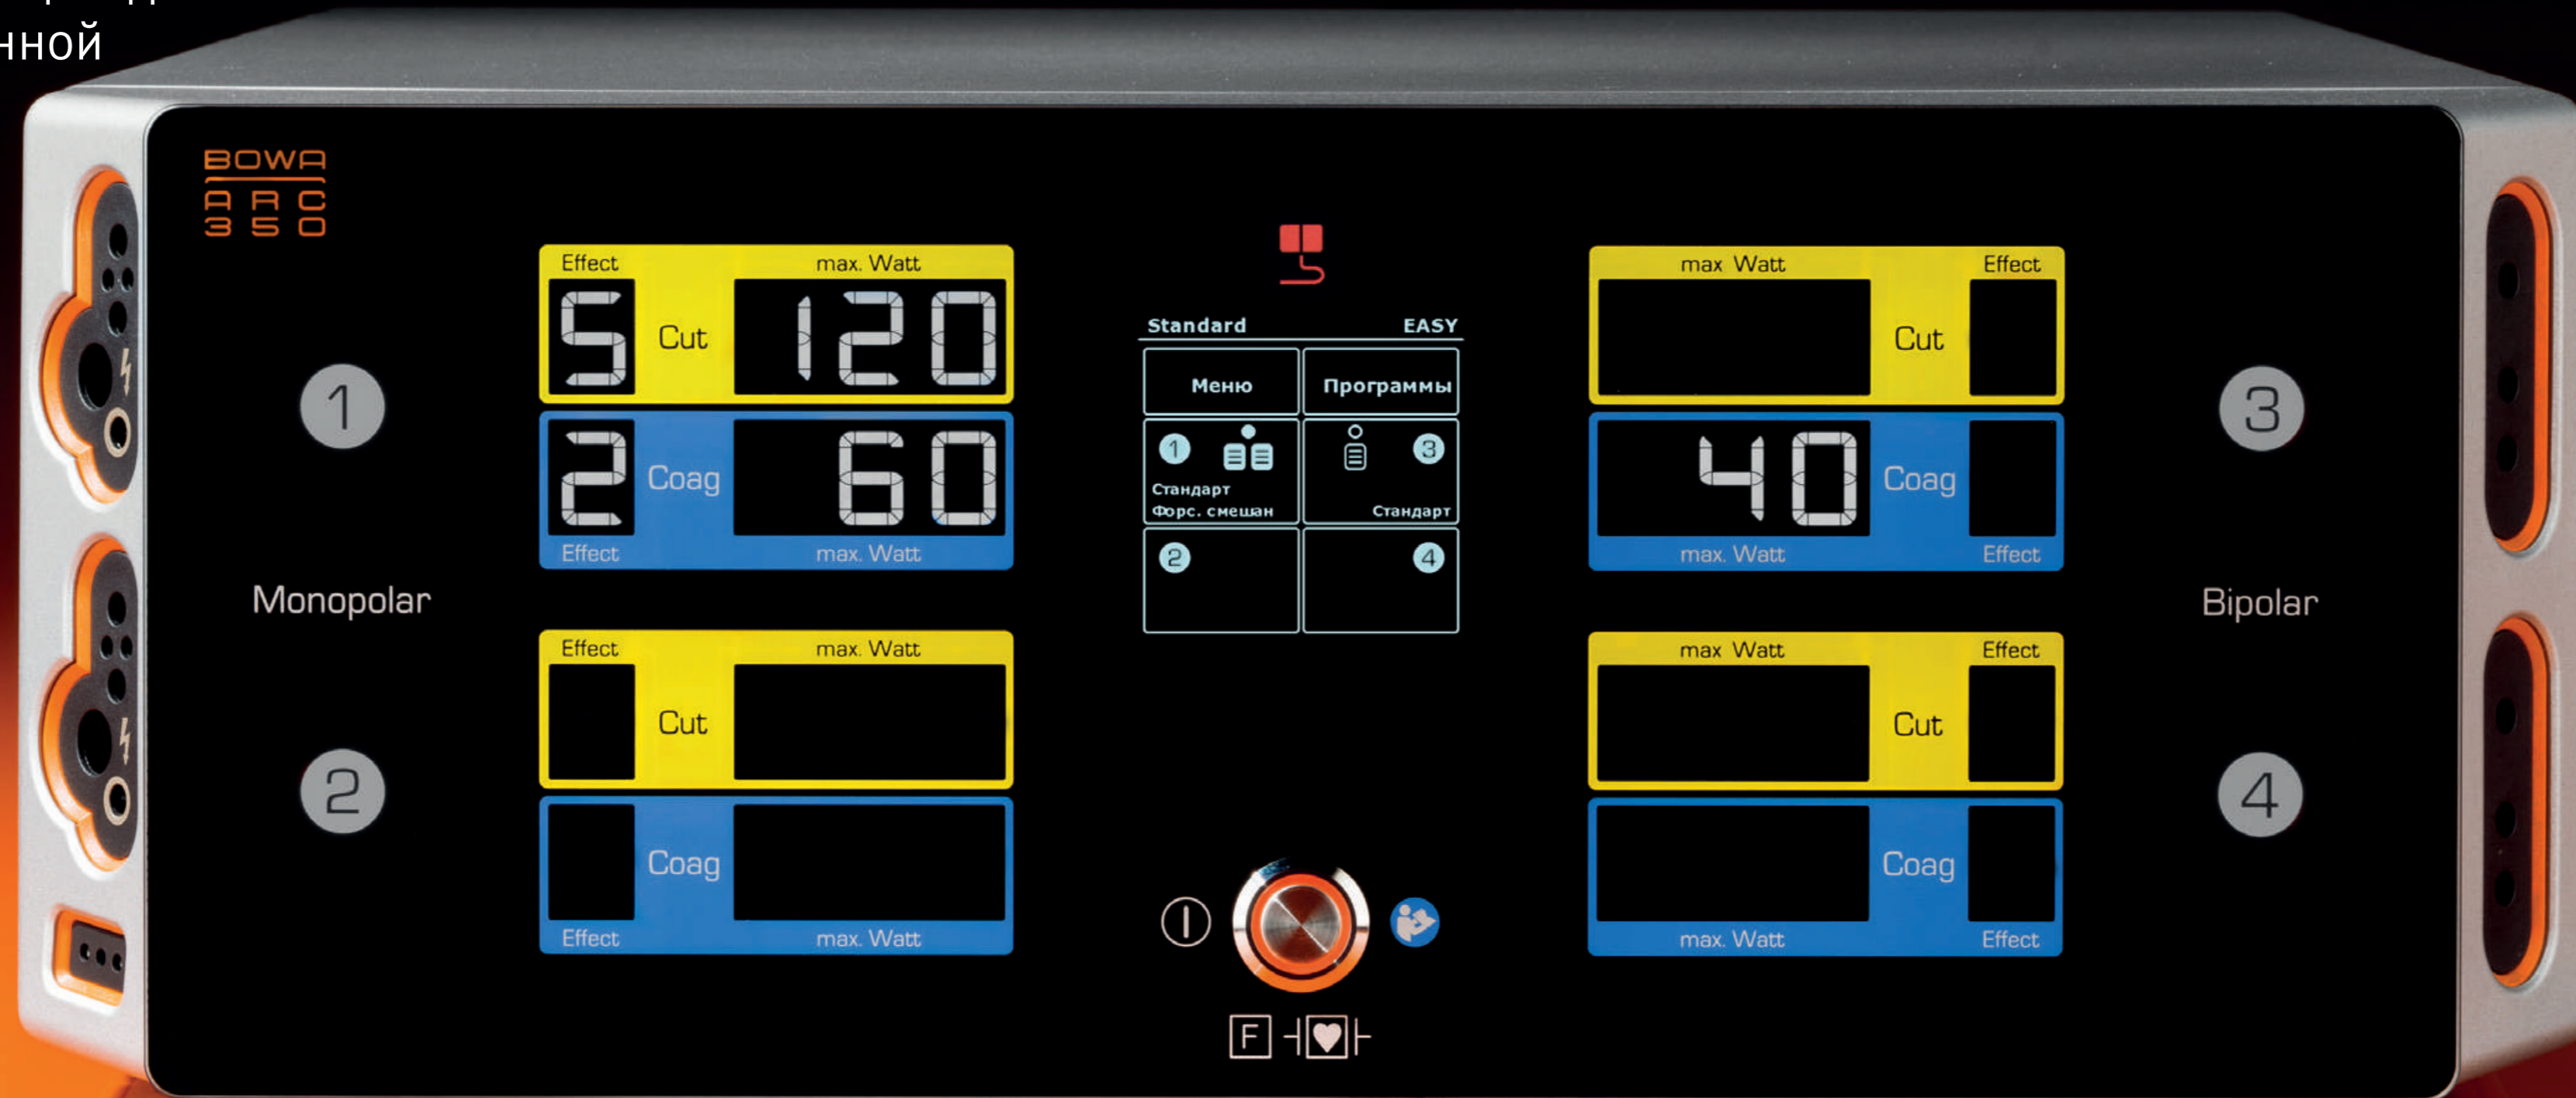 нной
BOWA
ARC
350
1
Monopolar
2
Effect max. Watt
5 Cut 120
2 Coag 60
Effect max. Watt
Effect max. Watt
Cut
Coag
Effect max. Watt
Standard EASY
Меню Программы
1 3
Стандарт
Форс. смешан Стандарт
2 4
F
max Watt Effect
Cut
40 Coag
max. Watt Effect
max Watt Effect
Cut
Coag
max. Watt Effect
3
Bipolar
4